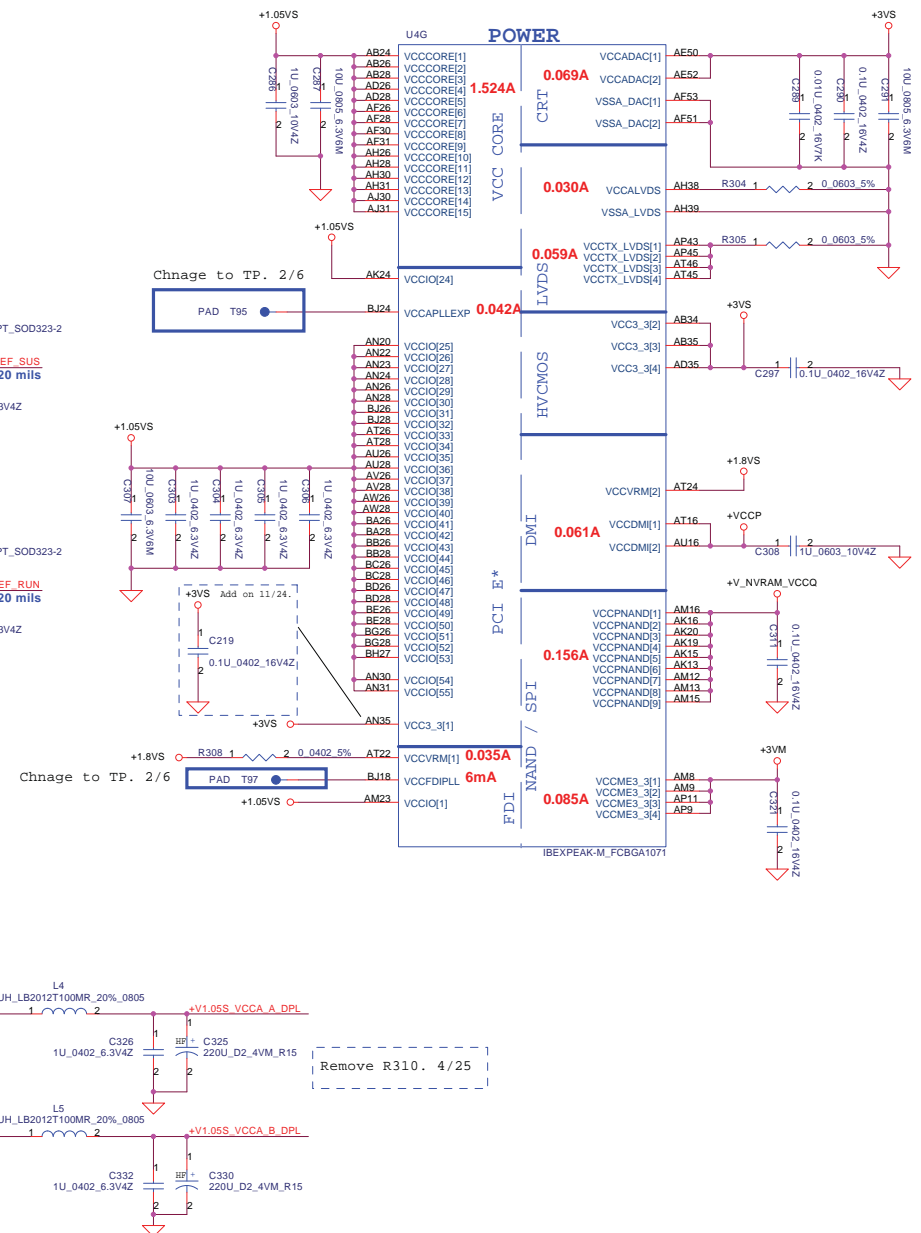 +1.05VS
U4G
POWER
+3VS
C286
1U_0603_10V4Z
C287
10U_0805_6.3V6M
AB24 VCCCORE[1]
AB26 VCCCORE[2]
AB28 VCCCORE[3]
AD26 VCCCORE[4]
AD28 VCCCORE[5]
AF26 VCCCORE[6]
AF28 VCCCORE[7]
AF30 VCCCORE[8]
AF31 VCCCORE[9]
AH26 VCCCORE[10]
AH28 VCCCORE[11]
AH30 VCCCORE[12]
AH31 VCCCORE[13]
AJ30 VCCCORE[14]
AJ31 VCCCORE[15]
1.524A
VCC CORE
0.069A
CRT
VCCADAC[1] AE50
VCCADAC[2] AE52
VSSA_DAC[1] AF53
VSSA_DAC[2] AF51
C289
0.01U_0402_16V7K
C290
0.1U_0402_16V4Z
C291
10U_0805_6.3V6M
0.030A
VCCALVDS AH38
R304 1 2 0_0603_5%
VSSA_LVDS AH39
0.059A
LVDS
VCCTX_LVDS[1] AP43
VCCTX_LVDS[2] AP45
VCCTX_LVDS[3] AT46
VCCTX_LVDS[4] AT45
R305 1 2 0_0603_5%
+1.05VS
AK24 VCCIO[24]
Chnage to TP. 2/6
PAD T95
BJ24 VCCAPLLEXP 0.042A
+3VS
HVCMOS
VCC3_3[2] AB34
VCC3_3[3] AB35
VCC3_3[4] AD35
C297
1 2
0.1U_0402_16V4Z
PT_SOD323-2
EF_SUS
20 mils
3V4Z
AN20 VCCIO[25]
AN22 VCCIO[26]
AN23 VCCIO[27]
AN24 VCCIO[28]
AN26 VCCIO[29]
AN28 VCCIO[30]
BJ26 VCCIO[31]
BJ28 VCCIO[32]
AT26 VCCIO[33]
AT28 VCCIO[34]
AU26 VCCIO[35]
AU28 VCCIO[36]
AV26 VCCIO[37]
AV28 VCCIO[38]
AW26 VCCIO[39]
AW28 VCCIO[40]
BA26 VCCIO[41]
BA28 VCCIO[42]
BB26 VCCIO[43]
BB28 VCCIO[44]
BC26 VCCIO[45]
BC28 VCCIO[46]
BD26 VCCIO[47]
BD28 VCCIO[48]
BE26 VCCIO[49]
BE28 VCCIO[50]
BG26 VCCIO[51]
BG28 VCCIO[52]
BH27 VCCIO[53]
AN30 VCCIO[54]
AN31 VCCIO[55]
PCI E*
+1.05VS
C307
10U_0603_6.3V6M
C303
1U_0402_6.3V4Z
C304
1U_0402_6.3V4Z
C305
1U_0402_6.3V4Z
C306
1U_0402_6.3V4Z
+1.8VS
VCCVRM[2] AT24
DMI
0.061A
+VCCP
VCCDMI[1] AT16
VCCDMI[2] AU16
C308
1 2
1U_0603_10V4Z
PT_SOD323-2
EF_RUN
20 mils
3V4Z
+3VS Add on 11/24.
C219
0.1U_0402_16V4Z
+3VS
AN35 VCC3_3[1]
+V_NVRAM_VCCQ
0.156A
NAND / SPI
VCCPNAND[1] AM16
VCCPNAND[2] AK16
VCCPNAND[3] AK20
VCCPNAND[4] AK19
VCCPNAND[5] AK15
VCCPNAND[6] AK13
VCCPNAND[7] AM12
VCCPNAND[8] AM13
VCCPNAND[9] AM15
C311
0.1U_0402_16V4Z
+1.8VS R308 1 2 0_0402_5%
AT22 VCCVRM[1] 0.035A
Chnage to TP. 2/6
PAD T97
BJ18 VCCFDIPLL 6mA
+1.05VS
AM23 VCCIO[1]
FDI
+3VM
0.085A
VCCME3_3[1] AM8
VCCME3_3[2] AM9
VCCME3_3[3] AP11
VCCME3_3[4] AP9
C321
0.1U_0402_16V4Z
IBEXPEAK-M_FCBGA1071
L4
UH_LB2012T100MR_20%_0805
1 2
+V1.05S_VCCA_A_DPL
C326
1U_0402_6.3V4Z
HF + C325
220U_D2_4VM_R15
Remove R310. 4/25
L5
UH_LB2012T100MR_20%_0805
1 2
+V1.05S_VCCA_B_DPL
C332
1U_0402_6.3V4Z
HF + C330
220U_D2_4VM_R15